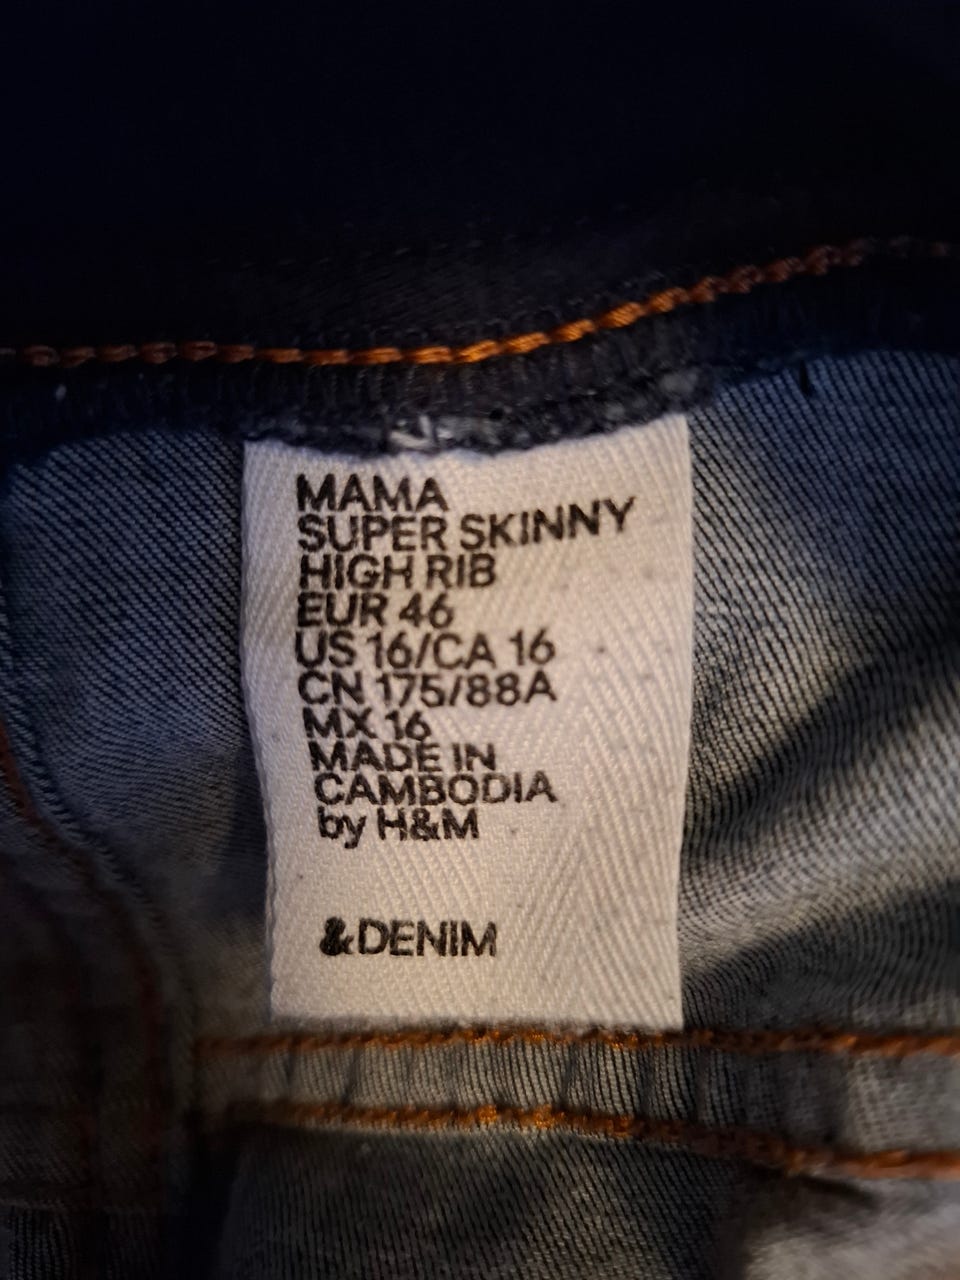 MAMA
SUPER SKINNY
HIGH RIB
EUR 46
US 16/CA 16
CN 175/88A
MX 16
MADE IN
CAMBODIA
by H&M
&DENIM